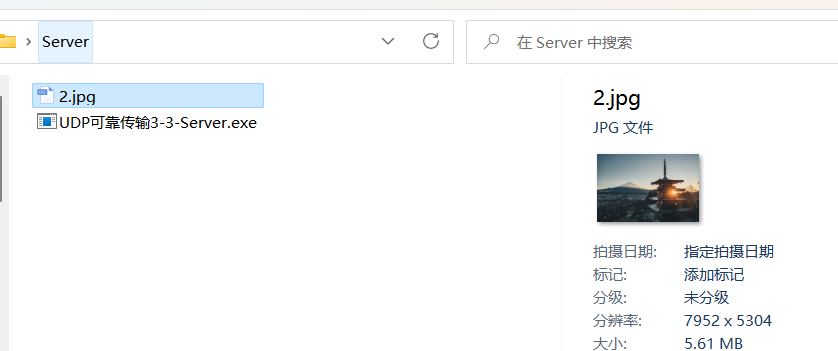 Server
在 Server 中搜索
2.jpg
UDP可靠传输3-3-Server.exe
2.jpg
JPG 文件
拍摄日期: 指定拍摄日期
标记: 添加标记
分级: 未分级
分辨率: 7952 x 5304
大小: 5.61 MB